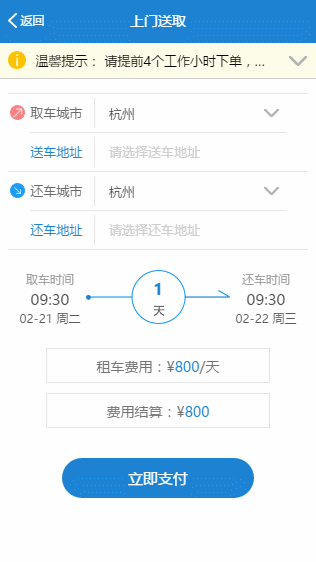 返回
上门送取
温馨提示： 请提前4个工作小时下单，...
取车城市 杭州
送车地址 请选择送车地址
还车城市 杭州
还车地址 请选择还车地址
取车时间 1 还车时间
09:30 天 09:30
02-21 周二 02-22 周三
租车费用：¥800/天
费用结算：¥800
立即支付